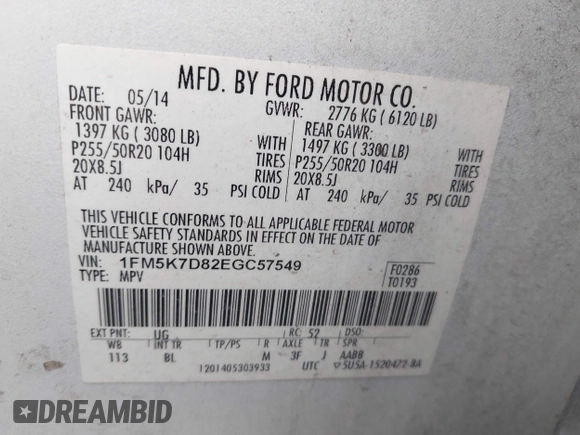 MFD. BY FORD MOTOR CO.
DATE: 05/14 GVWR: 2776 KG ( 6120 LB)
FRONT GAWR: REAR GAWR:
1397 KG ( 3080 LB) WITH 1497 KG ( 3300 LB) WITH
P255/50R20 104H TIRES P255/50R20 104H TIRES
20X8.5J RIMS 20X8.5J RIMS
AT 240 kPa/ 35 PSI COLD AT 240 kPa/ 35 PSI COLD
THIS VEHICLE CONFORMS TO ALL APPLICABLE FEDERAL MOTOR
VEHICLE SAFETY STANDARDS IN EFFECT ON THE DATE OF
MANUFACTURE SHOWN ABOVE.
VIN: 1FM5K7D82EGC57549 F0286
TYPE: MPV T0193
EXT PNT: UG RC: 52 DSO:
WB INT TR TP/PS R AXLE TR SPR
113 BL M 3F J AABB
1201405303933 UTC ▽5USA-1520472-BA
DREAMBID